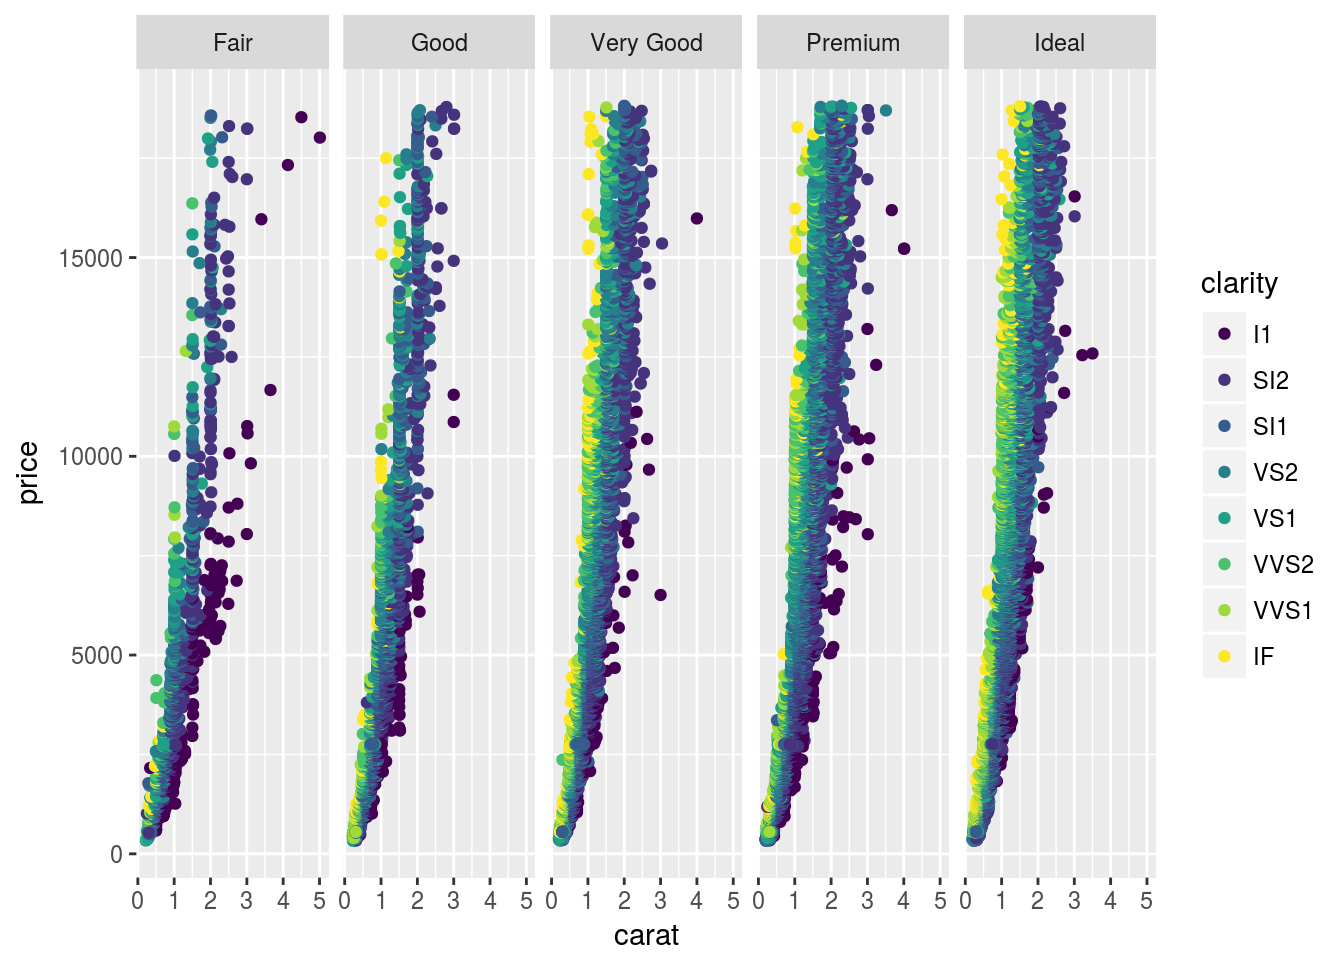 Fair Good Very Good Premium Ideal
15000
10000
5000
0
price
0 1 2 3 4 5 0 1 2 3 4 5 0 1 2 3 4 5 0 1 2 3 4 5 0 1 2 3 4 5
carat
clarity
I1
SI2
SI1
VS2
VS1
VVS2
VVS1
IF